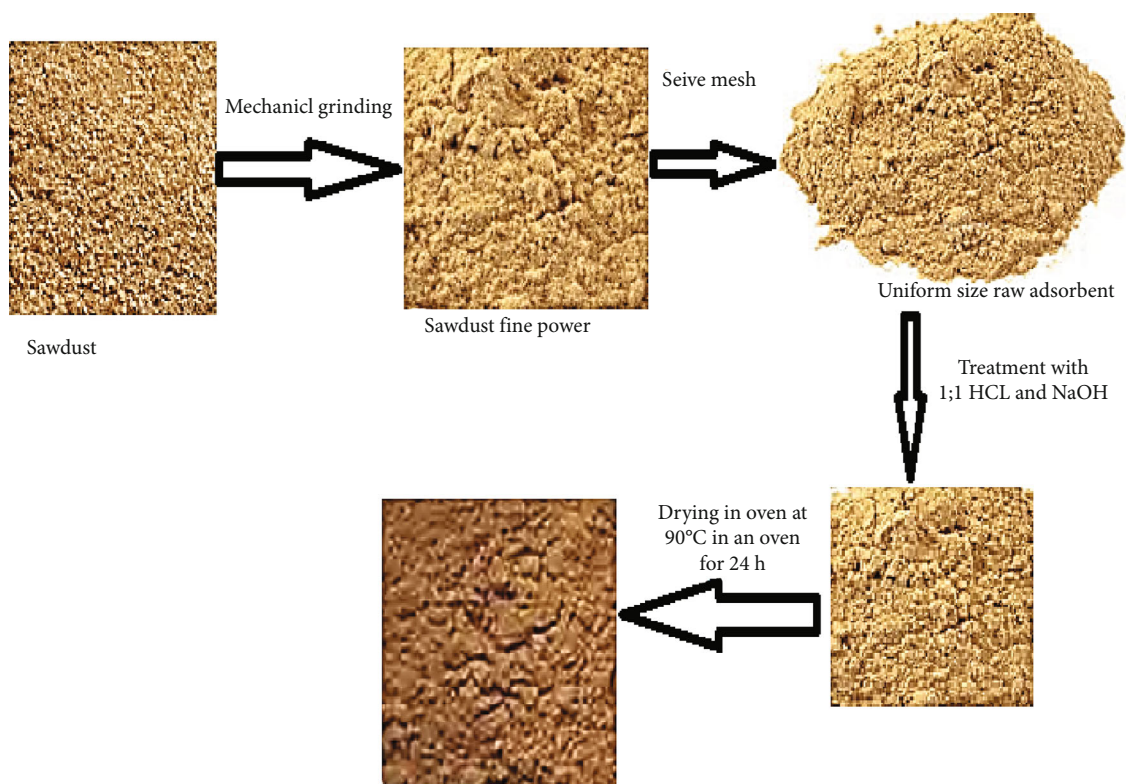 Sawdust
Mechanicl grinding
Sawdust fine power
Seive mesh
Uniform size raw adsorbent
Treatment with
1;1 HCL and NaOH
Drying in oven at
90°C in an oven
for 24 h